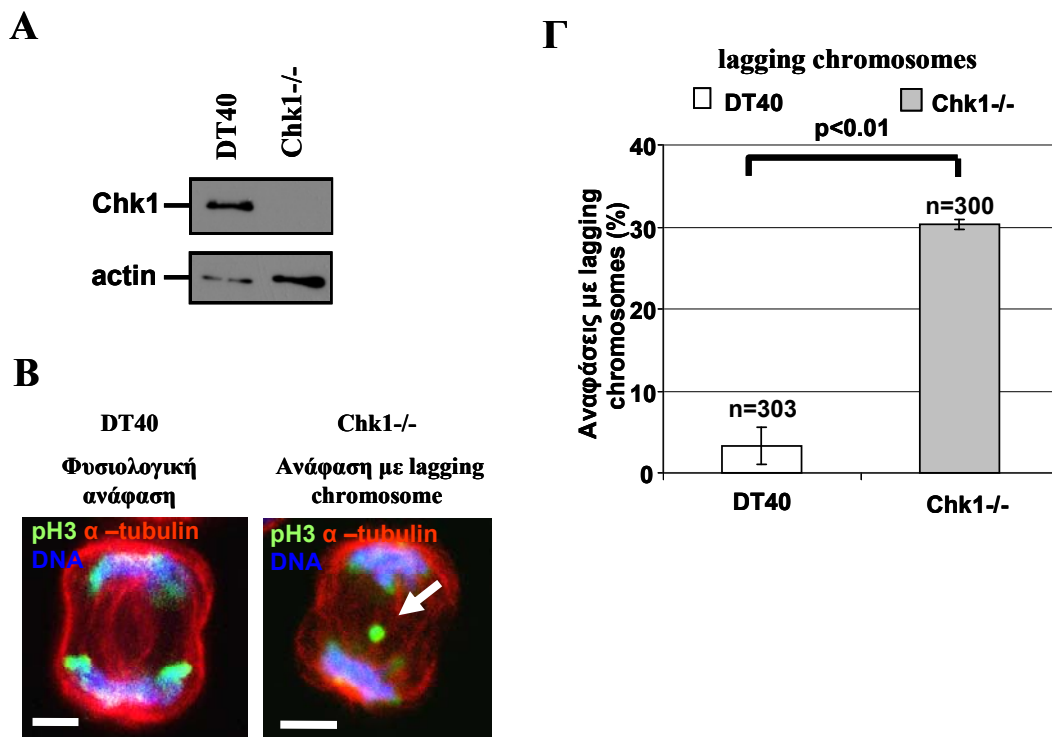 Α
DT40
Chk1-/-
Chk1
actin
Β
DT40
Φυσιολογική
ανάφαση
pH3 α –tubulin
DNA
Chk1-/-
Ανάφαση με lagging
chromosome
pH3 α –tubulin
DNA
Γ
lagging chromosomes
DT40
Chk1-/-
p<0.01
Αναφάσεις με lagging
chromosomes (%)
40
30
20
10
0
n=303
n=300
DT40
Chk1-/-